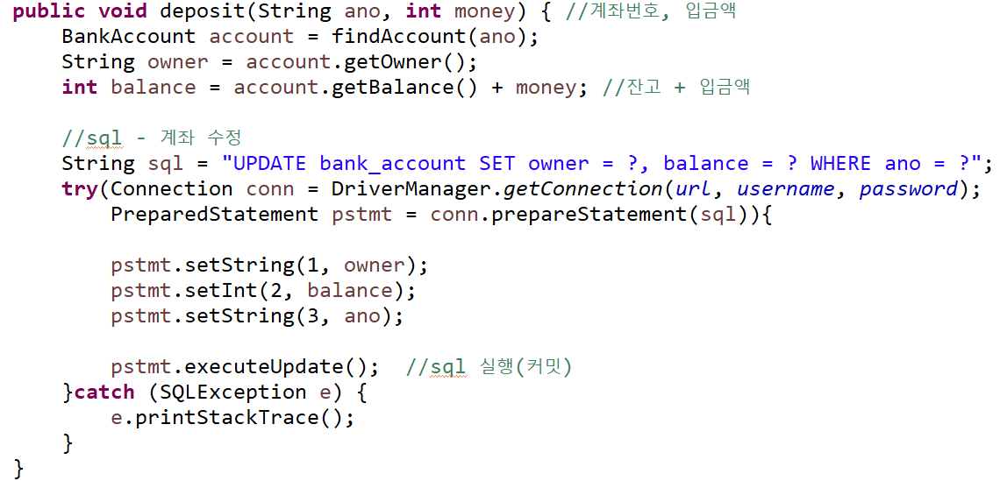 public void deposit(String ano, int money) { //계좌번호, 입금액
    BankAccount account = findAccount(ano);
    String owner = account.getOwner();
    int balance = account.getBalance() + money; //잔고 + 입금액

    //sql - 계좌 수정
    String sql = "UPDATE bank_account SET owner = ?, balance = ? WHERE ano = ?";
    try(Connection conn = DriverManager.getConnection(url, username, password);
        PreparedStatement pstmt = conn.prepareStatement(sql)){

        pstmt.setString(1, owner);
        pstmt.setInt(2, balance);
        pstmt.setString(3, ano);

        pstmt.executeUpdate();  //sql 실행(커밋)
    }catch (SQLException e) {
        e.printStackTrace();
    }
}